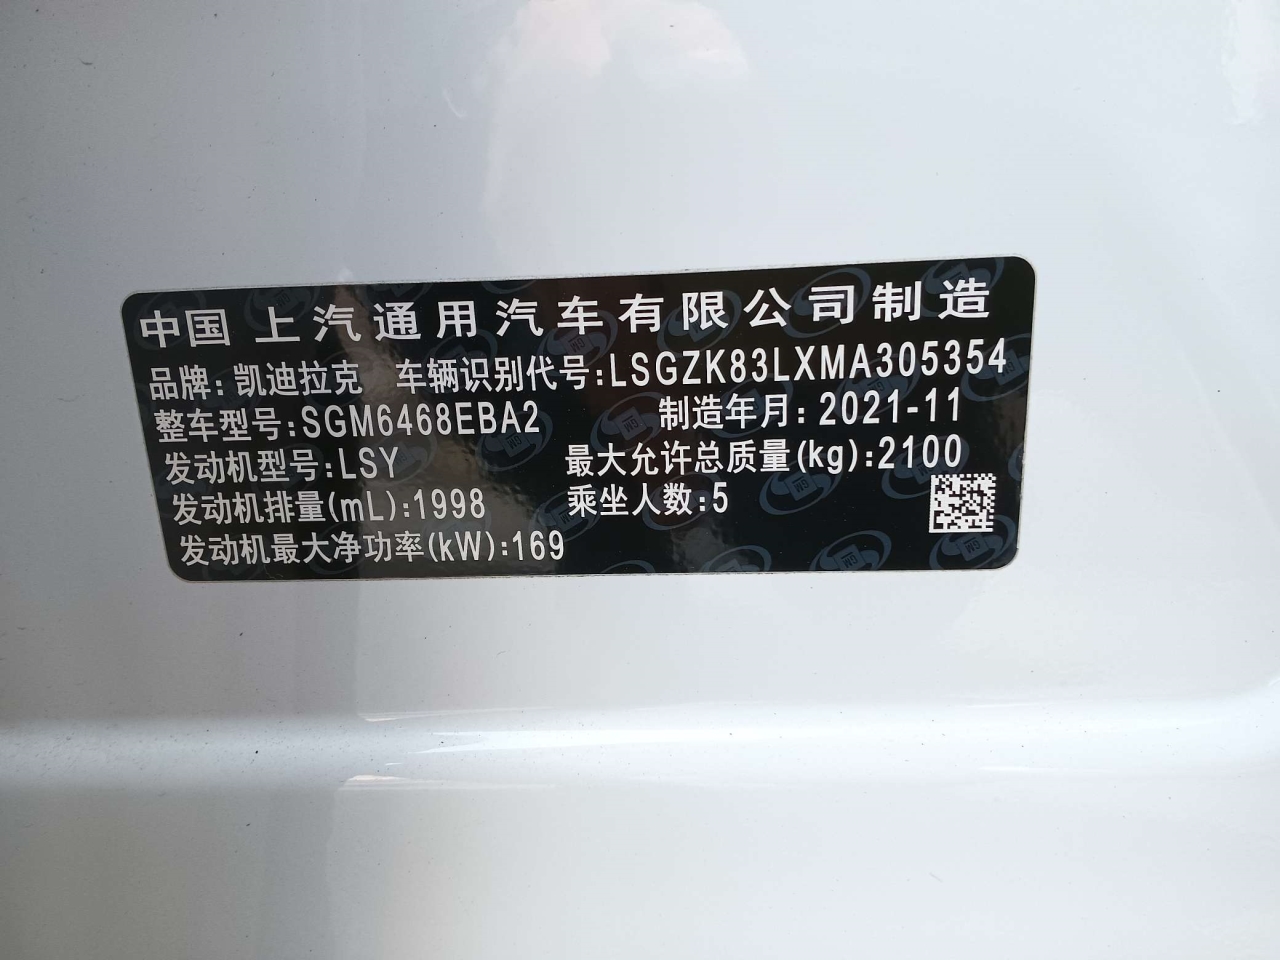 中国 上汽通用汽车有限公司制造
品牌: 凯迪拉克 车辆识别代号:LSGZK83LXMA305354
整车型号:SGM6468EBA2 制造年月: 2021-11
发动机型号:LSY 最大允许总质量(kg):2100
发动机排量(mL):1998 乘坐人数:5
发动机最大净功率(kW):169